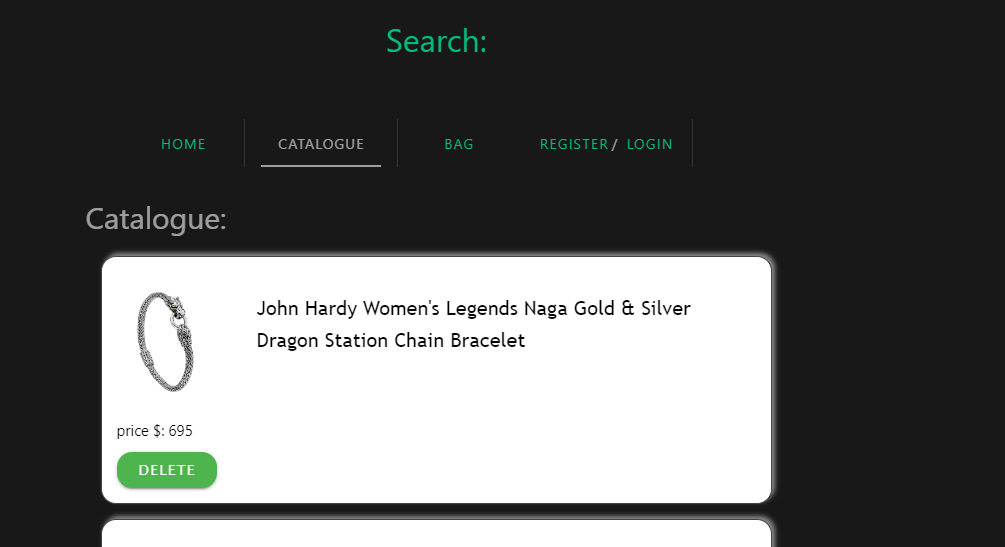 Search:
HOME CATALOGUE BAG REGISTER / LOGIN
Catalogue:
John Hardy Women's Legends Naga Gold & Silver
Dragon Station Chain Bracelet
price $: 695
DELETE